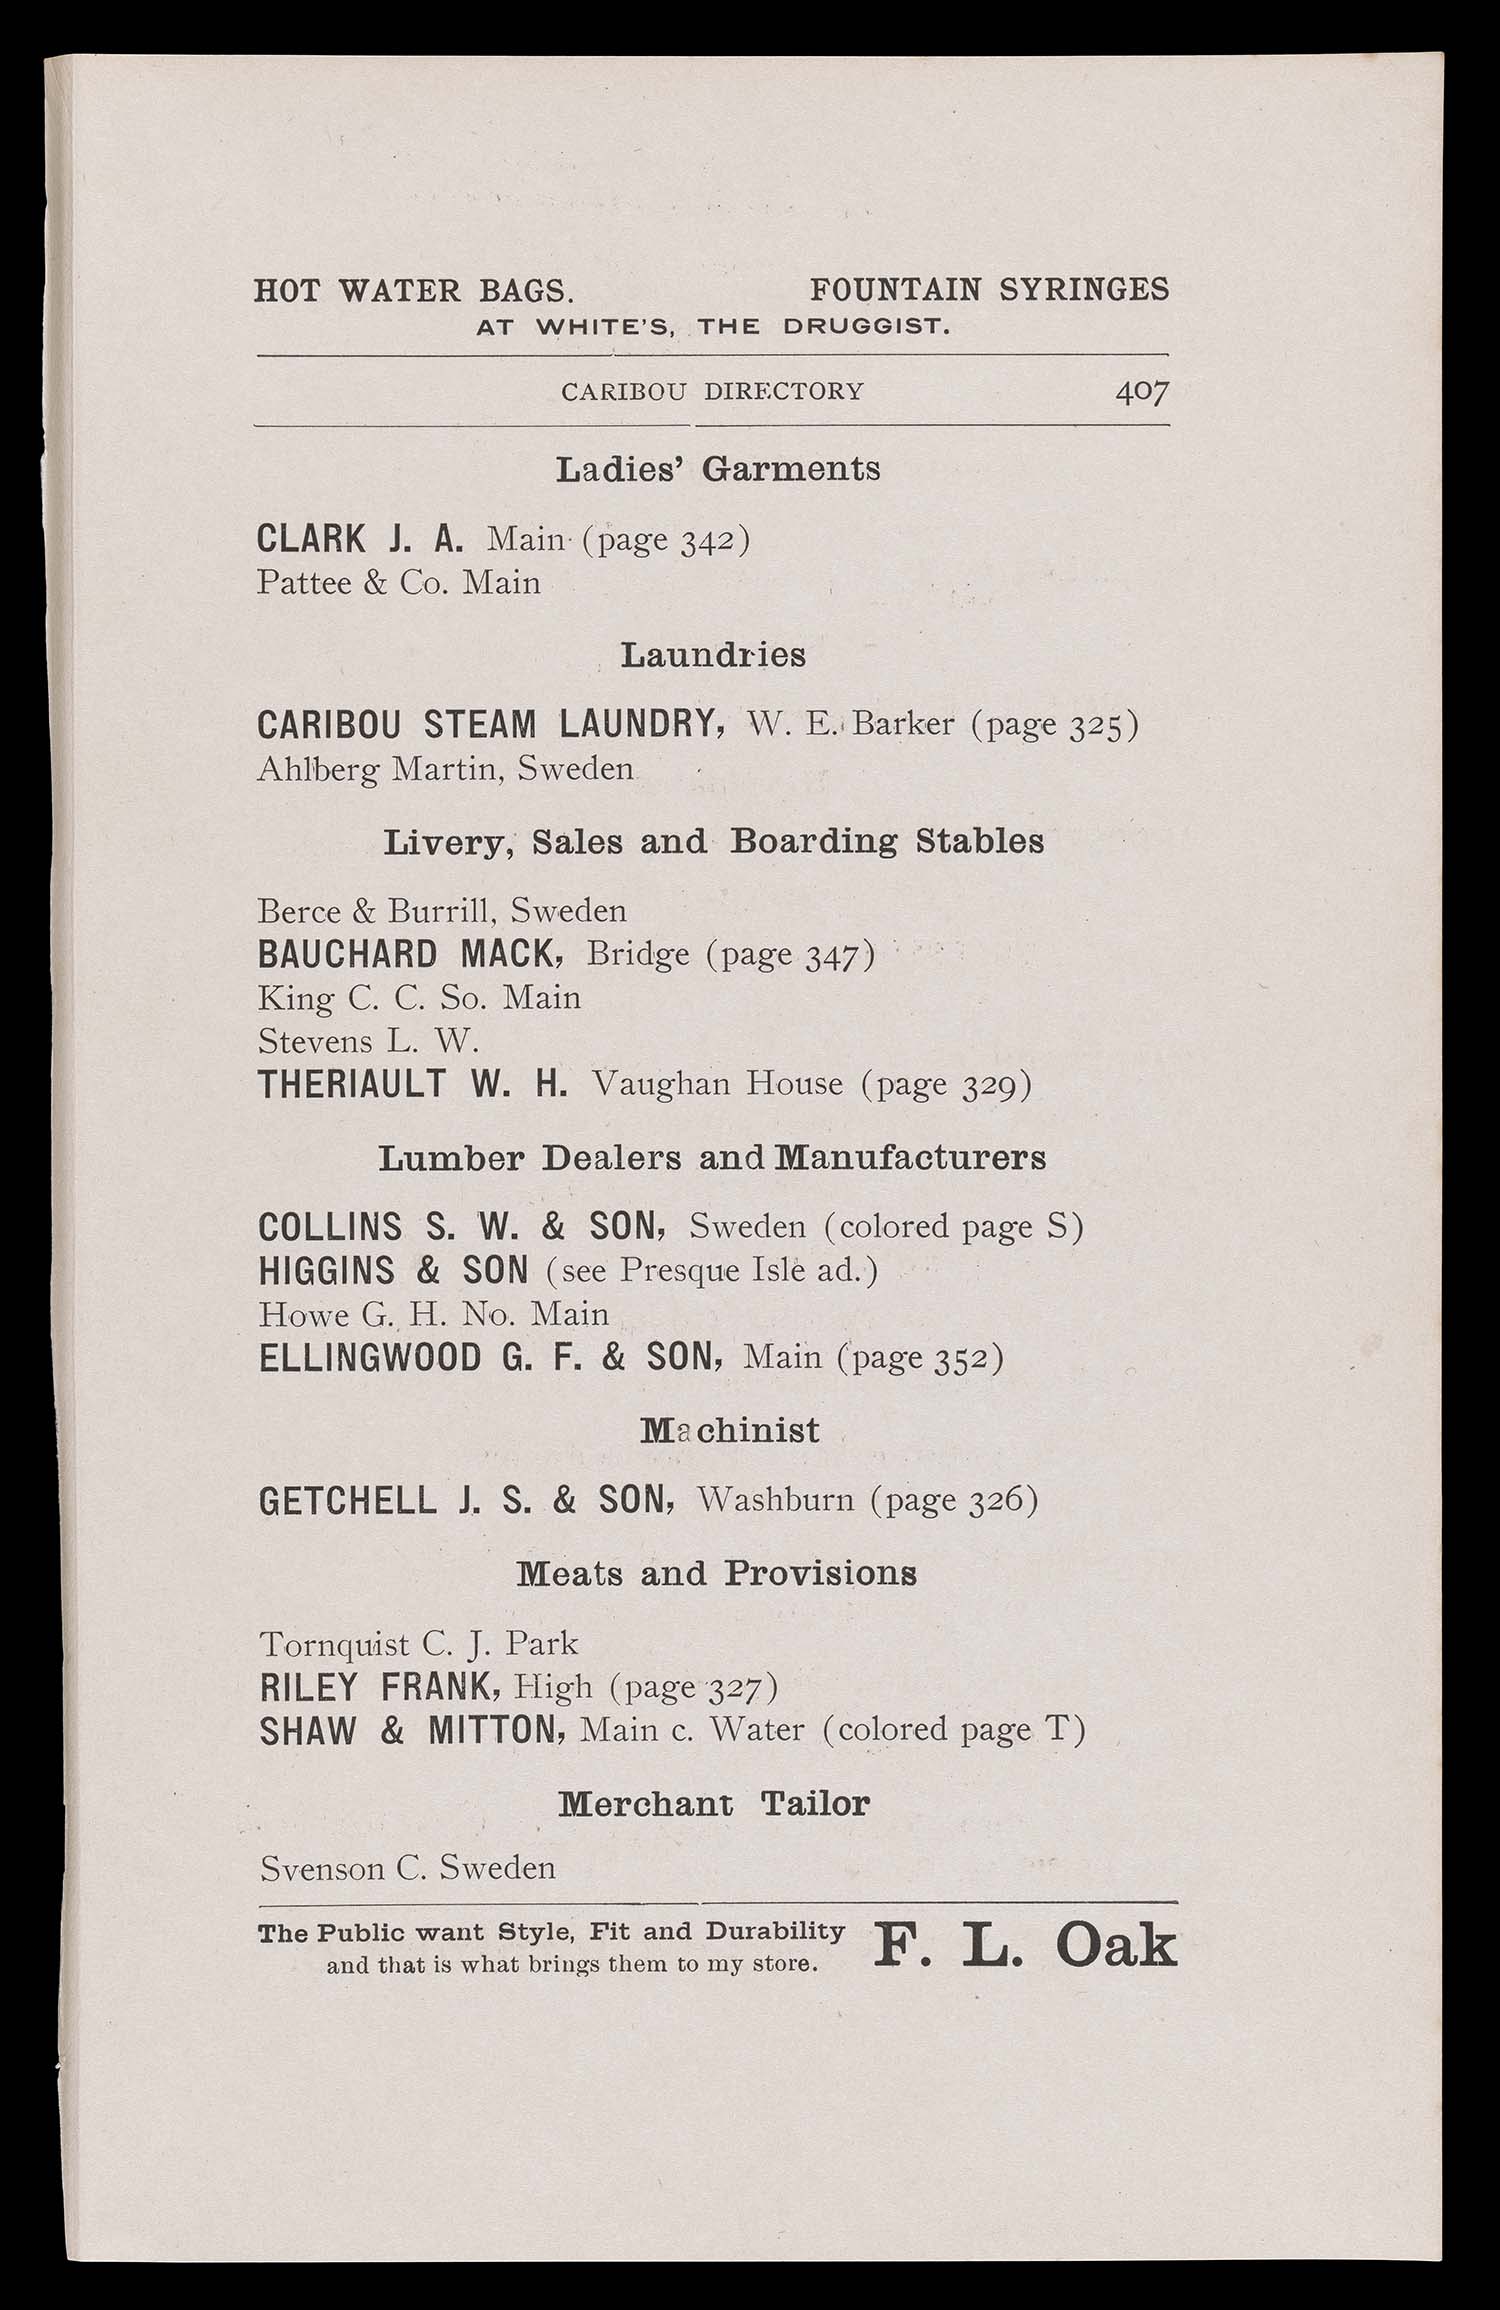 HOT WATER BAGS. FOUNTAIN SYRINGES
AT WHITE'S, THE DRUGGIST.
CARIBOU DIRECTORY 407
Ladies' Garments
CLARK J. A. Main (page 342)
Pattee & Co. Main
Laundries
CARIBOU STEAM LAUNDRY, W. E. Barker (page 325)
Ahlberg Martin, Sweden
Livery, Sales and Boarding Stables
Berce & Burrill, Sweden
BAUCHARD MACK, Bridge (page 347)
King C. C. So. Main
Stevens L. W.
THERIAULT W. H. Vaughan House (page 329)
Lumber Dealers and Manufacturers
COLLINS S. W. & SON, Sweden (colored page S)
HIGGINS & SON (see Presque Isle ad.)
Howe G. H. No. Main
ELLINGWOOD G. F. & SON, Main (page 352)
Machinist
GETCHELL J. S. & SON, Washburn (page 326)
Meats and Provisions
Tornquist C. J. Park
RILEY FRANK, High (page 327)
SHAW & MITTON, Main c. Water (colored page T)
Merchant Tailor
Svenson C. Sweden
The Public want Style, Fit and Durability F. L. Oak
and that is what brings them to my store.